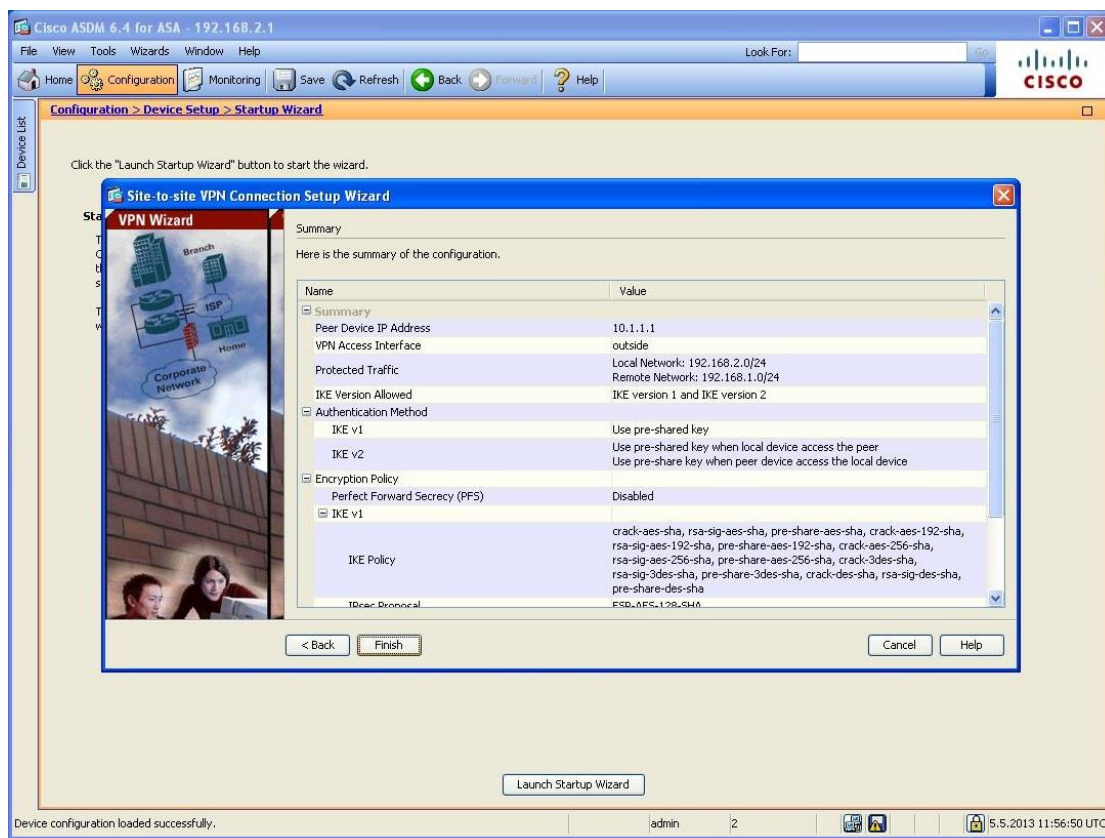 Cisco ASDM 6.4 for ASA - 192.168.2.1
File View Tools Wizards Window Help Look For: Go
Home Configuration Monitoring Save Refresh Back Forward Help
CISCO
Device List
Configuration > Device Setup > Startup Wizard
Click the "Launch Startup Wizard" button to start the wizard.
Site-to-site VPN Connection Setup Wizard
VPN Wizard
Branch
ISP
Home
Corporate Network
Summary
Here is the summary of the configuration.
Name Value
Summary
Peer Device IP Address 10.1.1.1
VPN Access Interface outside
Protected Traffic Local Network: 192.168.2.0/24
Remote Network: 192.168.1.0/24
IKE Version Allowed IKE version 1 and IKE version 2
Authentication Method
IKE v1 Use pre-shared key
IKE v2 Use pre-shared key when local device access the peer
Use pre-share key when peer device access the local device
Encryption Policy
Perfect Forward Secrecy (PFS) Disabled
IKE v1
IKE Policy crack-aes-sha, rsa-sig-aes-sha, pre-share-aes-sha, crack-aes-192-sha,
rsa-sig-aes-192-sha, pre-share-aes-192-sha, crack-aes-256-sha,
rsa-sig-aes-256-sha, pre-share-aes-256-sha, crack-3des-sha,
rsa-sig-3des-sha, pre-share-3des-sha, crack-des-sha, rsa-sig-des-sha,
pre-share-des-sha
IPsec Proposal ESP-AES-128-SHA
< Back Finish Cancel Help
Launch Startup Wizard
Device configuration loaded successfully. admin 2 5.5.2013 11:56:50 UTC